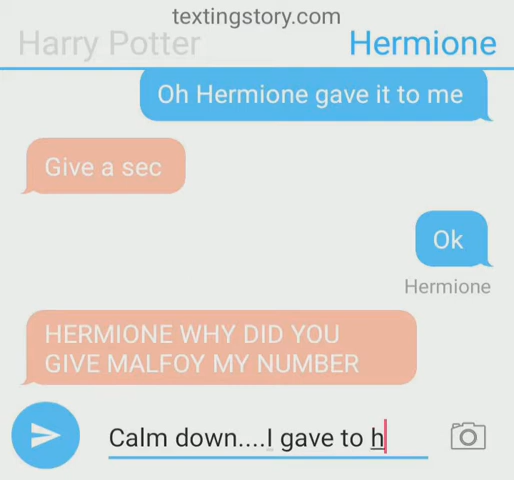 textingstory.com
Harry Potter
Hermione
Oh Hermione gave it to me
Give a sec
Ok
Hermione
HERMIONE WHY DID YOU
GIVE MALFOY MY NUMBER
Calm down....I gave to h